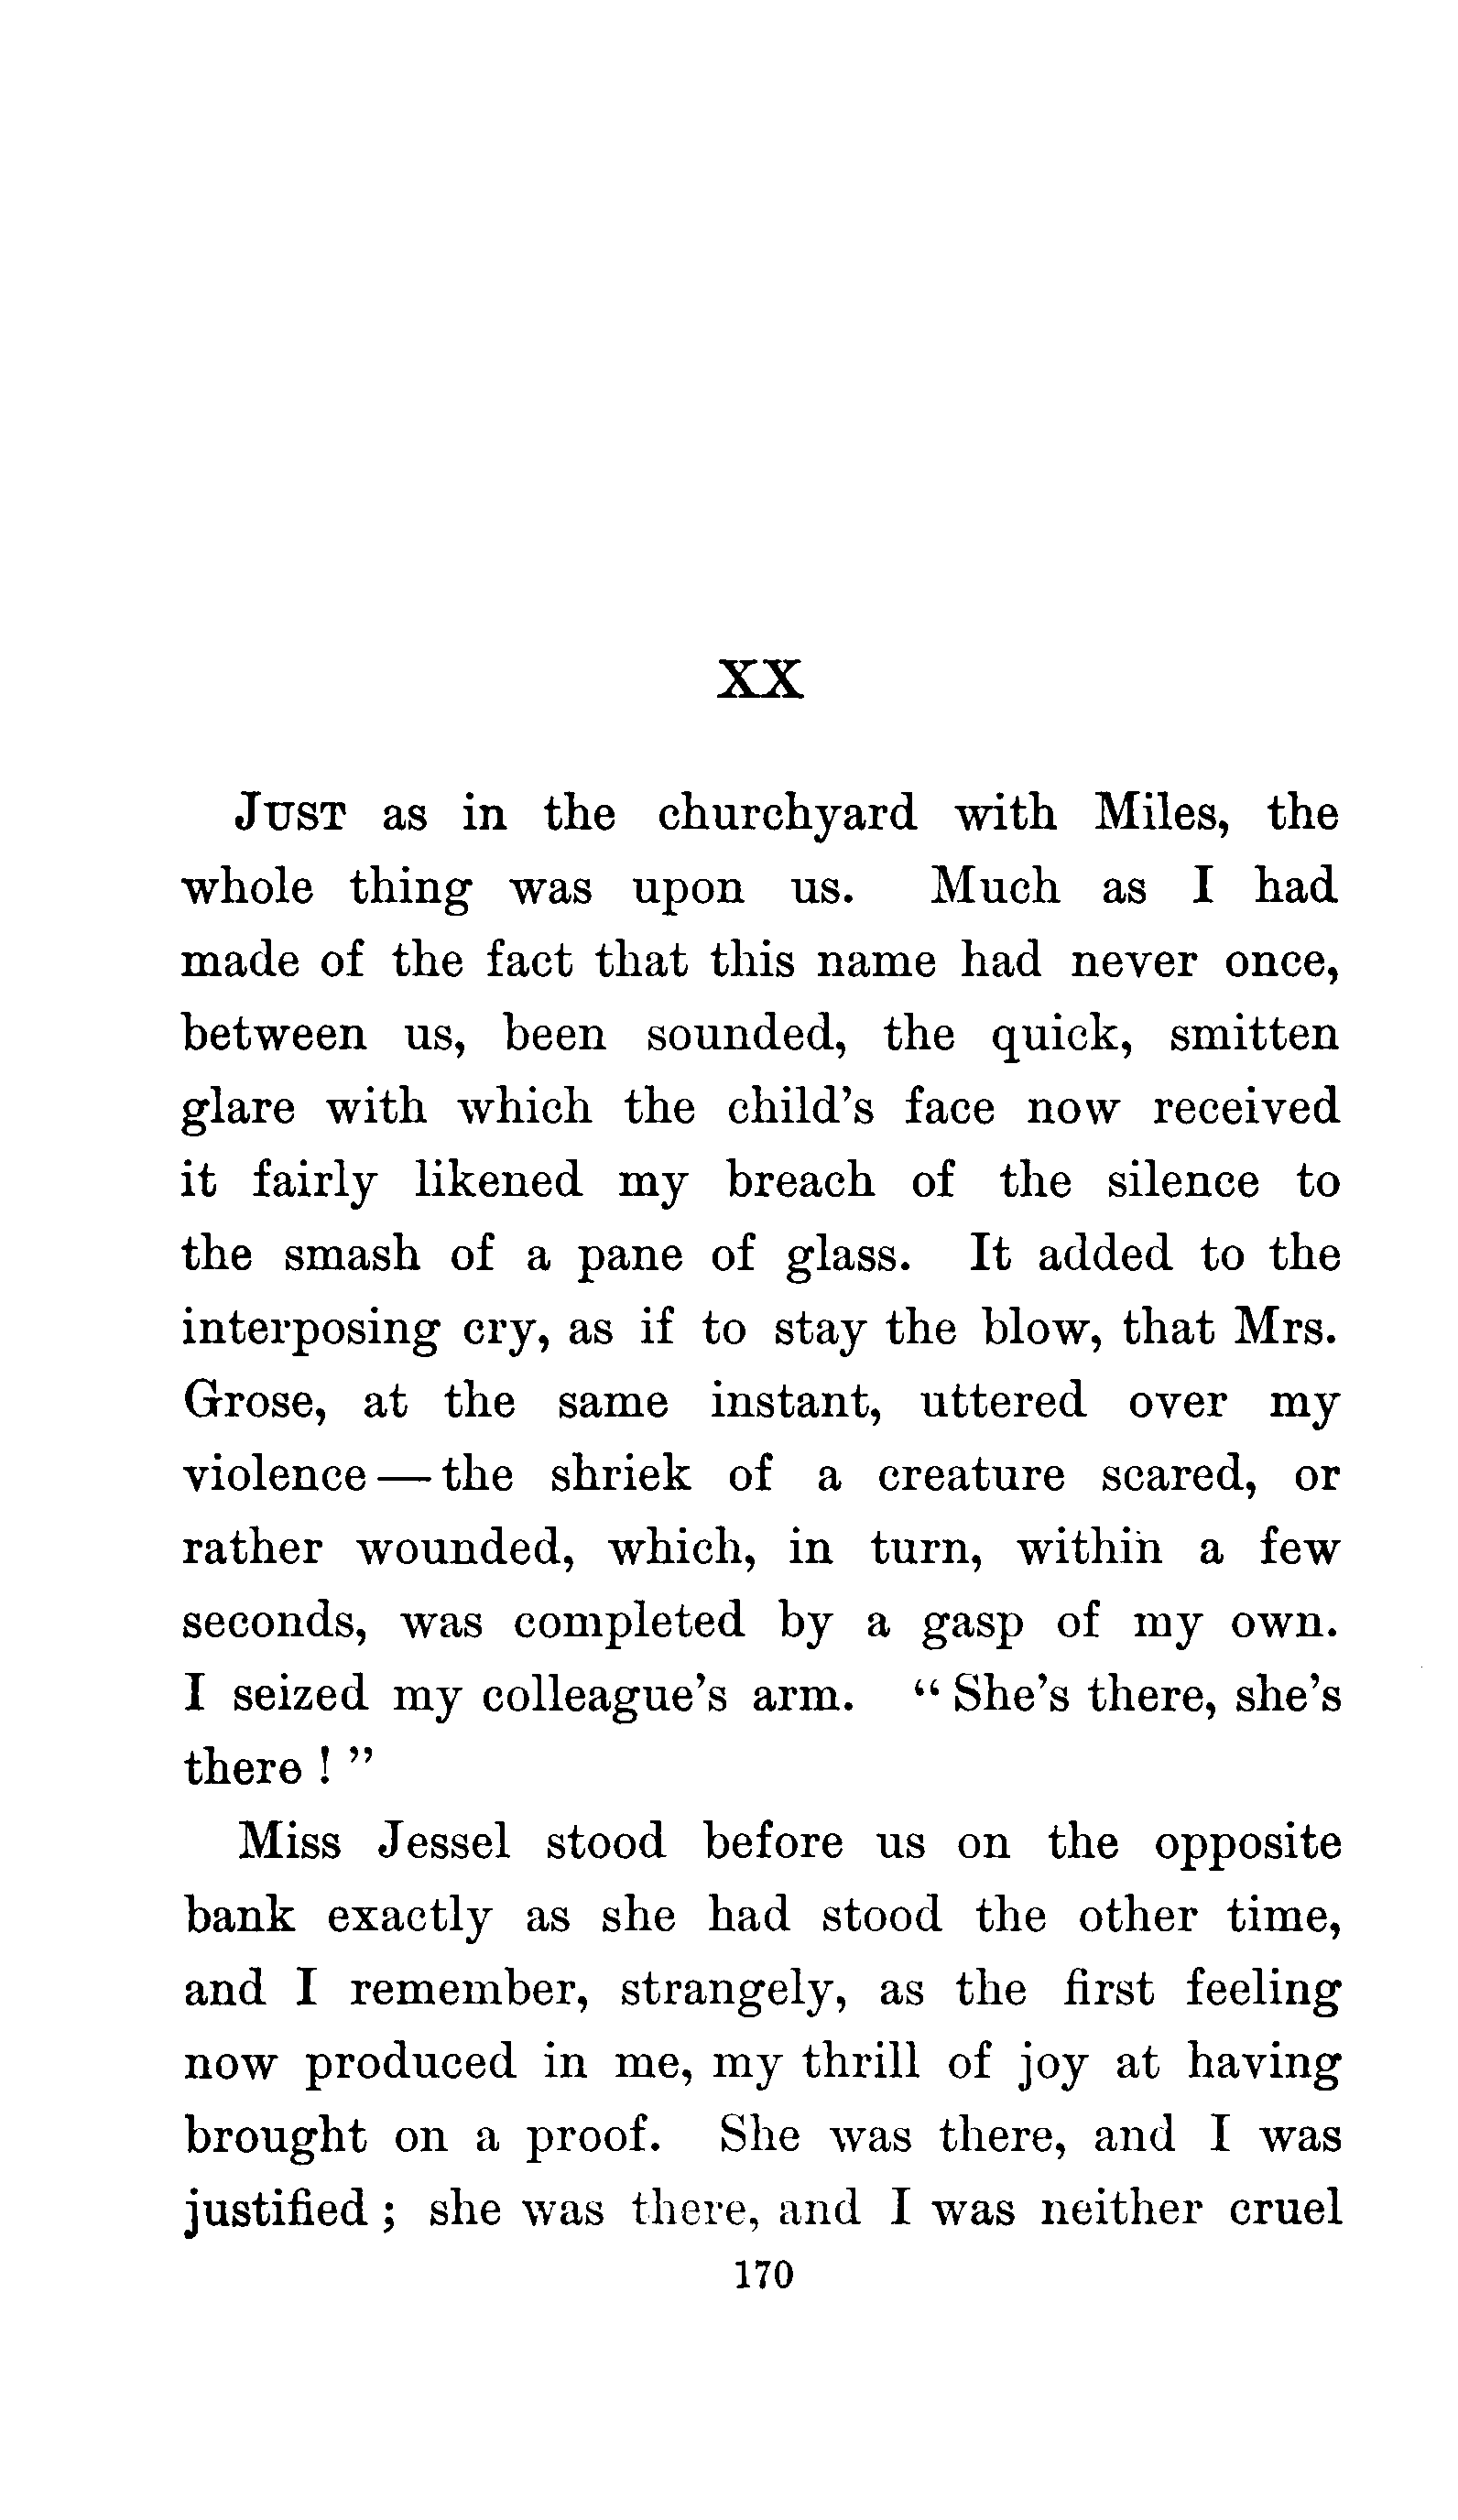 XX
JUST as in the churchyard with Miles, the
whole thing was upon us. Much as I had
made of the fact that this name had never once,
between us, been sounded, the quick, smitten
glare with which the child's face now received
it fairly likened my breach of the silence to
the smash of a pane of glass. It added to the
interposing cry, as if to stay the blow, that Mrs.
Grose, at the same instant, uttered over my
violence — the shriek of a creature scared, or
rather wounded, which, in turn, within a few
seconds, was completed by a gasp of my own.
I seized my colleague's arm. “ She's there, she's
there ! ”
Miss Jessel stood before us on the opposite
bank exactly as she had stood the other time,
and I remember, strangely, as the first feeling
now produced in me, my thrill of joy at having
brought on a proof. She was there, and I was
justified ; she was there, and I was neither cruel
170